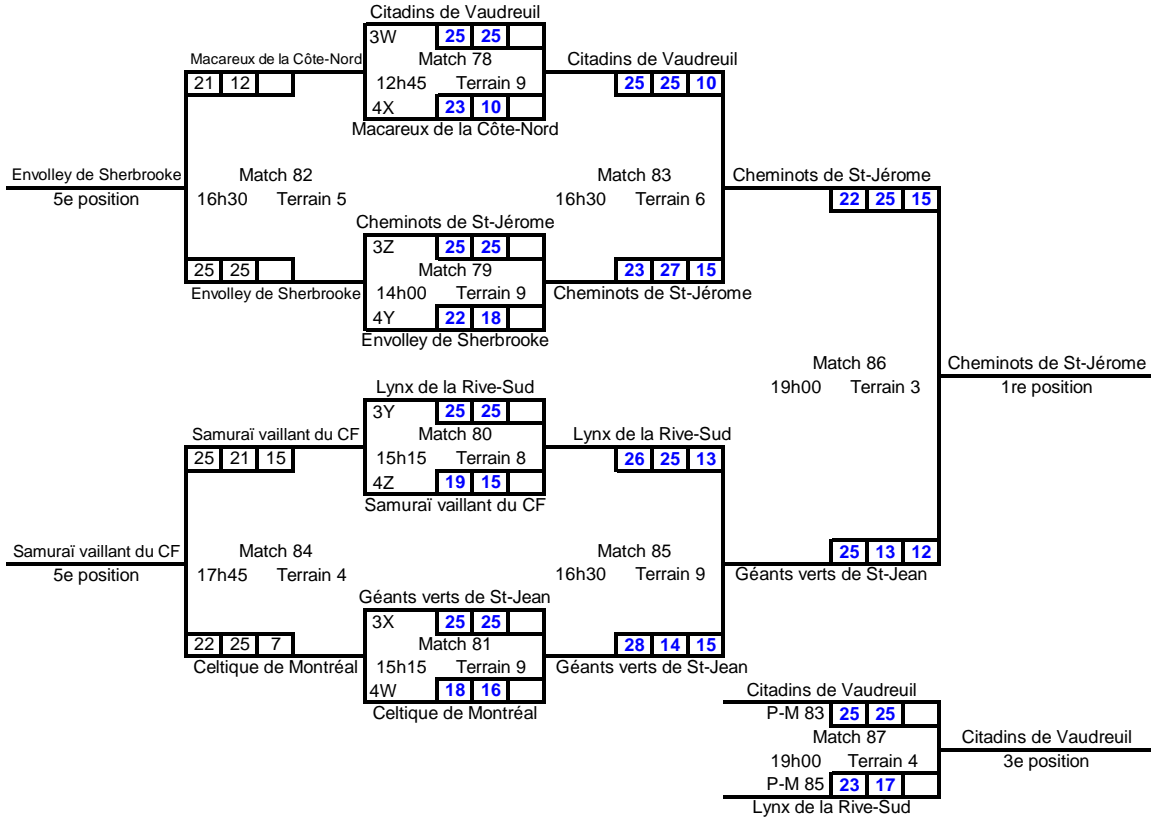 Citadins de Vaudreuil
3W 25 25
Macareux de la Côte-Nord Match 78 Citadins de Vaudreuil
21 12 12h45 Terrain 9 25 25 10
4X 23 10
Macareux de la Côte-Nord
Envolley de Sherbrooke Match 82 Match 83 Cheminots de St-Jérome
5e position 16h30 Terrain 5 16h30 Terrain 6 22 25 15
Cheminots de St-Jérome
3Z 25 25
25 25 Match 79 23 27 15
Envolley de Sherbrooke 14h00 Terrain 9 Cheminots de St-Jérome
4Y 22 18
Envolley de Sherbrooke
Match 86 Cheminots de St-Jérome
19h00 Terrain 3 1re position
Lynx de la Rive-Sud
3Y 25 25
Samuraï vaillant du CF Match 80 Lynx de la Rive-Sud
25 21 15 15h15 Terrain 8 26 25 13
4Z 19 15
Samuraï vaillant du CF
Samuraï vaillant du CF Match 84 Match 85 25 13 12
5e position 17h45 Terrain 4 16h30 Terrain 9 Géants verts de St-Jean
Géants verts de St-Jean
3X 25 25
22 25 7 Match 81 28 14 15
Celtique de Montréal 15h15 Terrain 9 Géants verts de St-Jean
4W 18 16
Celtique de Montréal
Citadins de Vaudreuil
P-M 83 25 25
Match 87 Citadins de Vaudreuil
19h00 Terrain 4 3e position
P-M 85 23 17
Lynx de la Rive-Sud